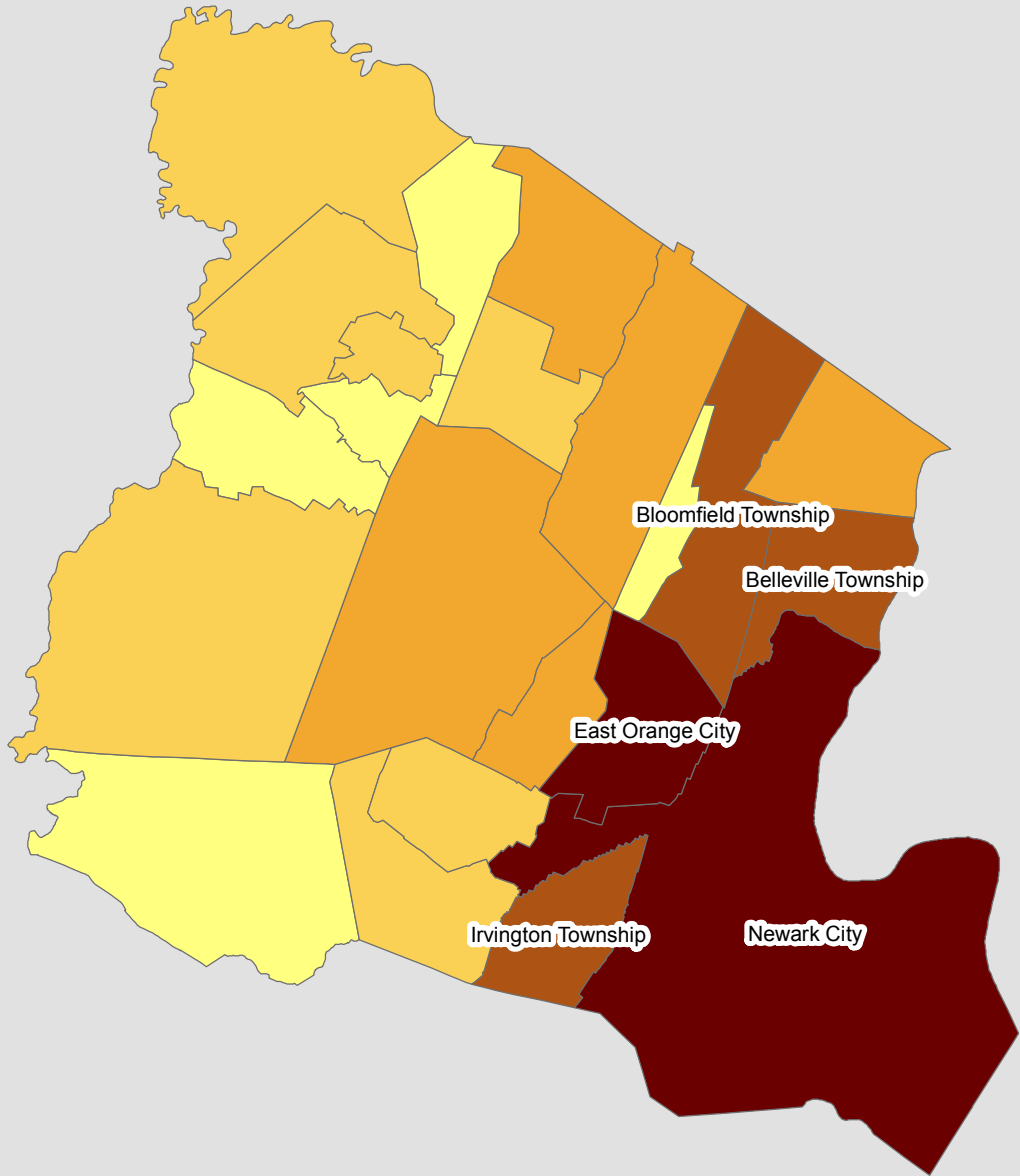 Bloomfield Township
Belleville Township
East Orange City
Irvington Township
Newark City